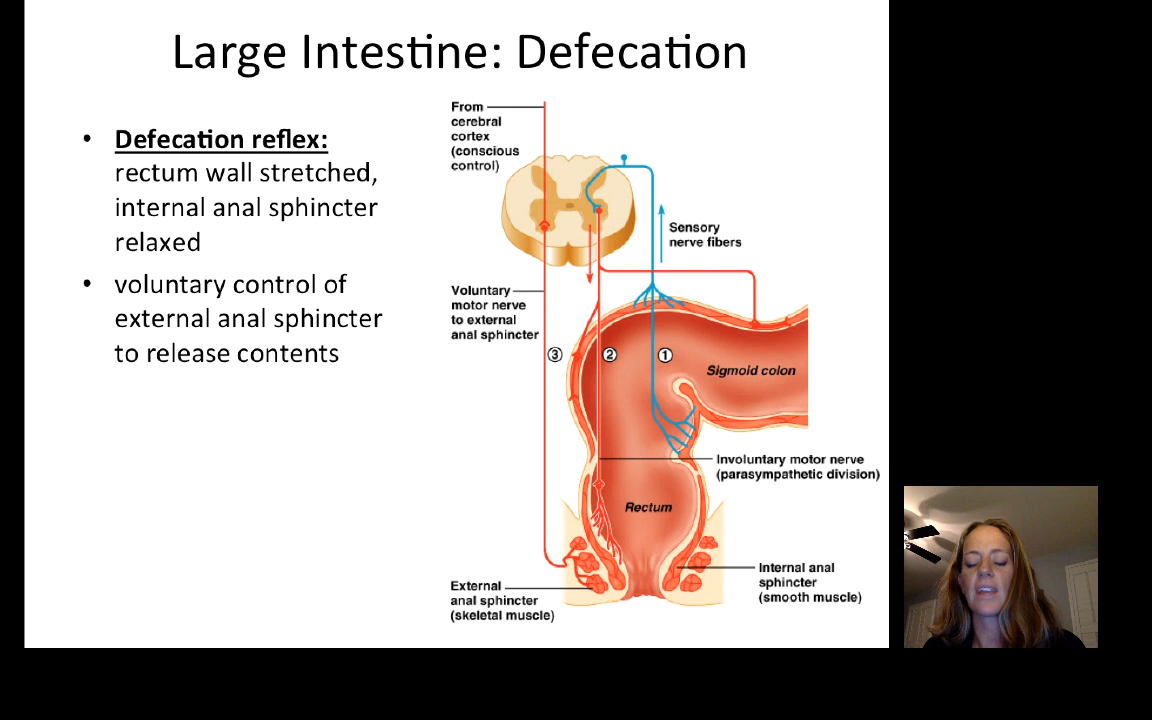 Large Intestine: Defecation
• Defecation reflex:
rectum wall stretched,
internal anal sphincter
relaxed
• voluntary control of
external anal sphincter
to release contents
From
cerebral
cortex
(conscious
control)
Sensory
nerve fibers
Voluntary
motor nerve
to external
anal sphincter
3
2
1
Sigmoid colon
Involuntary motor nerve
(parasympathetic division)
Rectum
External
anal sphincter
(skeletal muscle)
Internal anal
sphincter
(smooth muscle)